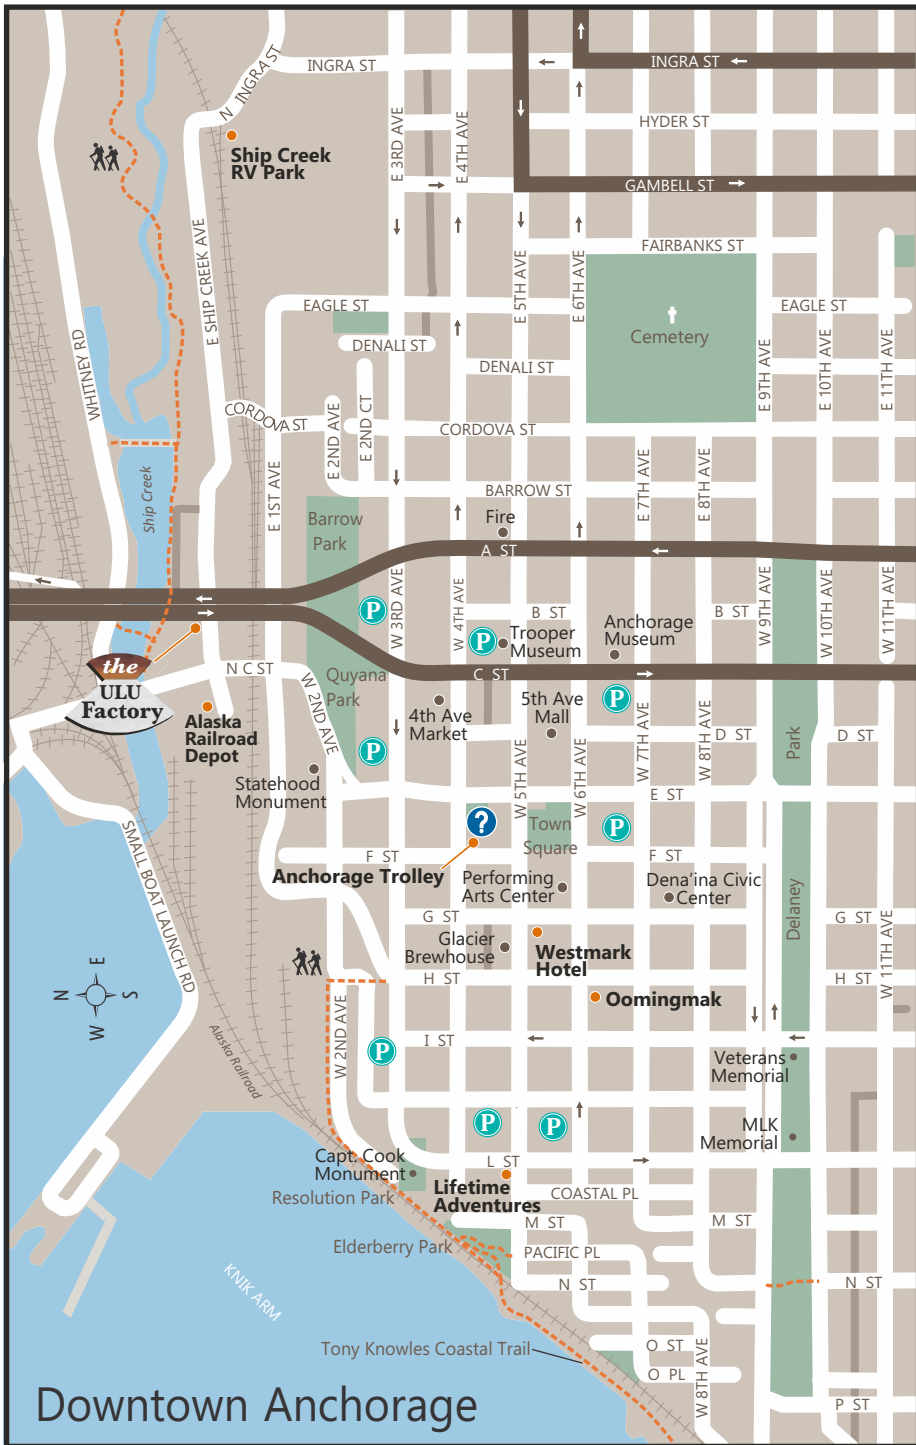 INGRA ST
INGRA ST
N INGRA ST
E 3RD AVE
E 4TH AVE
HYDER ST
Ship Creek
RV Park
GAMBELL ST
FAIRBANKS ST
E SHIP CREEK AVE
E 5TH AVE
E 6TH AVE
EAGLE ST
EAGLE ST
Cemetery
WHITNEY RD
DENALI ST
DENALI ST
E 9TH AVE
E 10TH AVE
E 11TH AVE
CORDOVA ST
CORDOVA ST
E 2ND AVE
E 2ND CT
E 1ST AVE
E 7TH AVE
E 8TH AVE
Ship Creek
BARROW ST
Barrow
Park
Fire
A ST
P
W 3RD AVE
W 4TH AVE
B ST
B ST
W 9TH AVE
W 10TH AVE
W 11TH AVE
P
Trooper
Museum
Anchorage
Museum
the
ULU
Factory
N C ST
C ST
Quyana
Park
W 2ND AVE
P
4th Ave
Market
5th Ave
Mall
Alaska
Railroad
Depot
W 7TH AVE
W 8TH AVE
D ST
D ST
Park
P
Statehood
Monument
W 5TH AVE
W 6TH AVE
E ST
SMALL BOAT LAUNCH RD
?
Town
Square
P
F ST
F ST
Anchorage Trolley
Performing
Arts Center
Dena'ina Civic
Center
Delaney
G ST
G ST
Glacier
Brewhouse
Westmark
Hotel
W 11TH AVE
N
E
S
W
H ST
H ST
Oomingmak
W 2ND AVE
Alaska Railroad
I ST
P
Veterans
Memorial
P
P
MLK
Memorial
Capt. Cook
Monument
L ST
Resolution Park
Lifetime
Adventures
COASTAL PL
M ST
M ST
Elderberry Park
PACIFIC PL
N ST
N ST
KNIK ARM
Tony Knowles Coastal Trail
O ST
O PL
W 8TH AVE
P ST
Downtown Anchorage